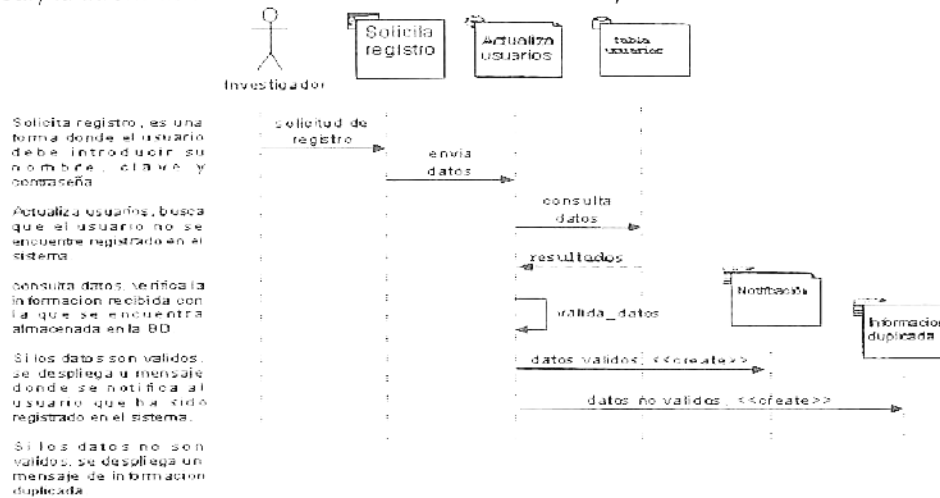 Solicita
registro
Actualiza
usuarios
tabla
usuarios
Investigador
Solicita registro, es una
forma donde el usuario
debe introducir su
nombre, clave y
contraseña
Actualiza usuarios, busca
que el usuario no se
encuentre registrado en el
sistema
consulta datos, verifica la
informacion recibida con
la que se encuentra
almacenada en la BD
Si los datos son validos,
se despliega u mensaje
donde se notifica al
usuario que ha sido
registrado en el sistema.
Si los datos no son
validos, se despliega un
mensaje de informacion
duplicada
solicitud de
registro
envia
datos
consulta
datos
resultados
valida_datos
Notificación
Informacion
duplicada
datos validos, <<create>>
datos no validos, <<create>>